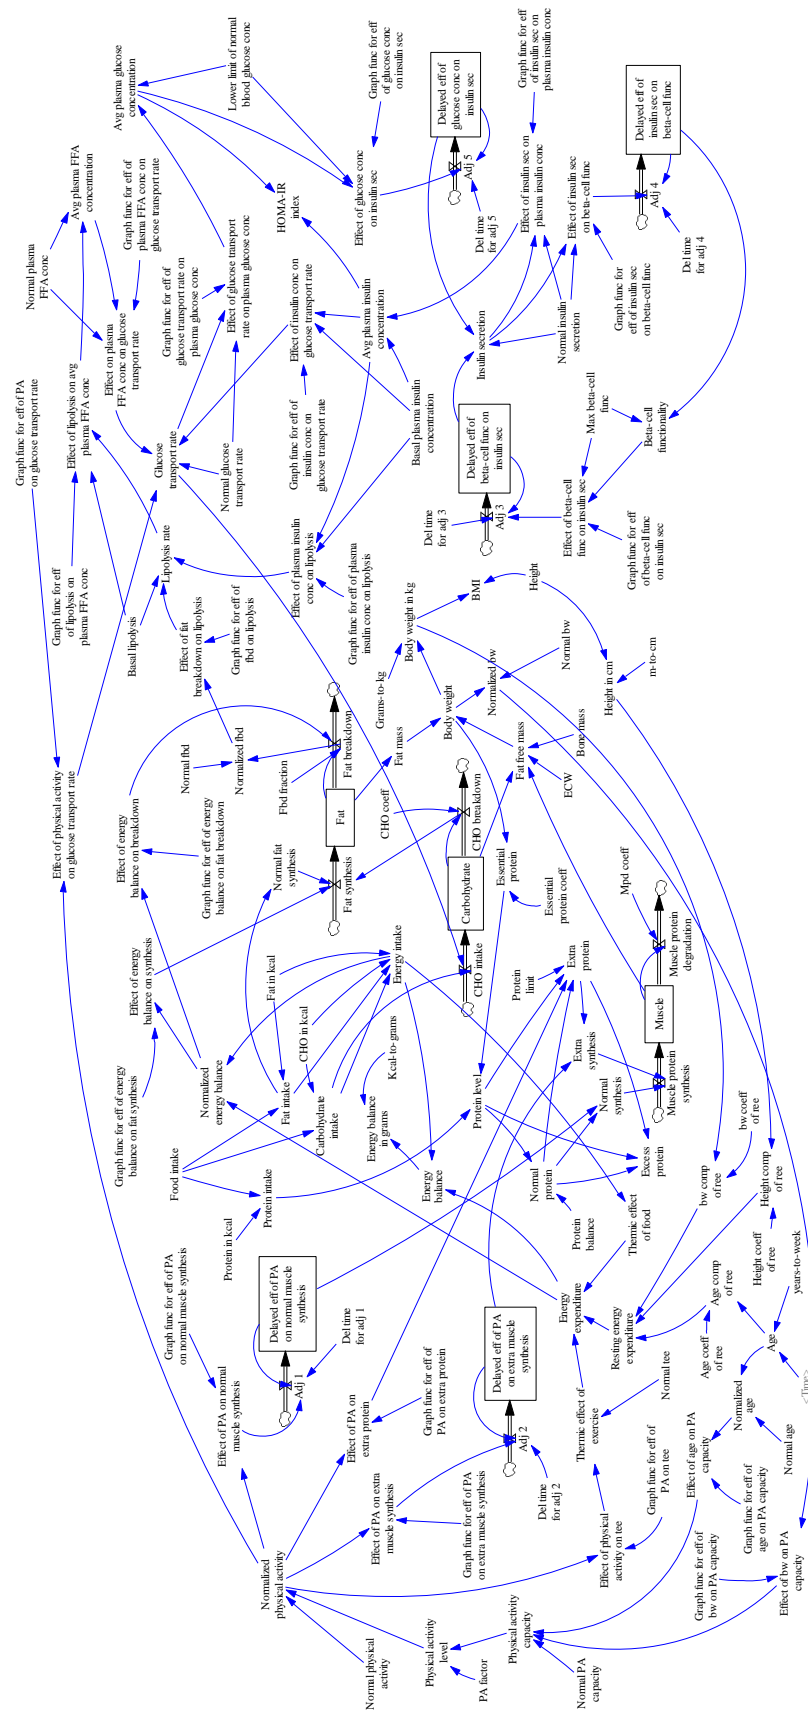 Avg plasma glucose
concentration
Lower limit of normal
blood glucose conc
Graph func for eff
of glucose conc
on insulin sec
Delayed eff of
glucose conc on
insulin sec
Graph func for eff
of insulin sec on
plasma insulin conc
Delayed eff of
insulin sec on
beta-cell func
Avg plasma FFA
concentration
Normal plasma
FFA conc
Graph func for eff of
plasma FFA conc on
glucose transport rate
HOMA-IR
index
Effect of glucose conc
on insulin sec
Adj 5
Del time
for adj 5
Effect of insulin sec on
plasma insulin conc
Effect of insulin sec
on beta-cell func
Adj 4
Del time
for adj 4
Graph func for
eff of insulin sec
on beta-cell func
Effect on plasma
FFA conc on glucose
transport rate
Graph func for eff of
glucose transport rate on
plasma glucose conc
Effect of glucose transport
rate on plasma glucose conc
Effect of insulin conc on
glucose transport rate
Avg plasma insulin
concentration
Insulin secretion
Normal insulin
secretion
Graph func for eff of PA
on glucose transport rate
Effect of lipolysis on avg
plasma FFA conc
Glucose
transport rate
Normal glucose
transport rate
Graph func for eff of
insulin conc on
glucose transport rate
Basal plasma insulin
concentration
Delayed eff of
beta-cell func on
insulin sec
Max beta-cell
func
Beta-cell
functionality
Del time
for adj 3
Adj 3
Effect of beta-cell
func on insulin sec
Graph func for eff
of beta-cell func
on insulin sec
Graph func for eff
of lipolysis on
plasma FFA conc
Basal lipolysis
Lipolysis rate
Effect of plasma insulin
conc on lipolysis
Graph func for eff of plasma
insulin conc on lipolysis
Effect of fat
breakdown on lipolysis
Graph func for eff of
fbd on lipolysis
Body weight in kg
BMI
Height
Grams-to-kg
Normalized bw
Normal bw
Height in cm
m-to-cm
Effect of physical activity
on glucose transport rate
Effect of energy
balance on breakdown
Graph func for eff of energy
balance on fat breakdown
Normal fbd
Normalized fbd
Fbd fraction
Fat breakdown
Fat
Fat mass
Body weight
Fat free mass
Bone mass
ECW
CHO coeff
CHO breakdown
Carbohydrate
CHO intake
Essential
protein
Essential
protein coeff
Normal fat
synthesis
Fat synthesis
Effect of energy
balance on synthesis
Graph func for eff of energy
balance on fat synthesis
Normalized
energy balance
Fat in kcal
Energy intake
CHO in kcal
Fat intake
Carbohydrate
intake
Kcal-to-grams
Energy balance
in grams
Energy
balance
Food intake
Protein intake
Protein in kcal
Protein
limit
Extra
protein
Extra
synthesis
Protein level
Normal
synthesis
Normal
protein
Protein
balance
Excess
protein
Mpd coeff
Muscle protein
degradation
Muscle
Muscle protein
synthesis
bw coeff
of ree
bw comp
of ree
Height comp
of ree
Height coeff
of ree
years-to-week
Thermic effect
of food
Energy
expenditure
Resting energy
expenditure
Age comp
of ree
Age coeff
of ree
Age
<Time>
Normalized
age
Normal age
Graph func for eff of PA
on normal muscle synthesis
Delayed eff of PA
on normal muscle
synthesis
Del time
for adj 1
Adj 1
Effect of PA on normal
muscle synthesis
Effect of PA on
extra protein
Graph func for eff of
PA on extra protein
Delayed eff of PA
on extra muscle
synthesis
Adj 2
Del time
for adj 2
Effect of PA on extra
muscle synthesis
Graph func for eff of PA
on extra muscle synthesis
Thermic effect of
exercise
Normal tee
Graph func for eff of
PA on tee
Effect of physical
activity on tee
Effect of age on PA
capacity
Graph func for eff of
age on PA capacity
Graph func for eff of
bw on PA capacity
Effect of bw on PA
capacity
Normalized
physical activity
Normal physical
activity
Physical activity
level
PA factor
Physical activity
capacity
Normal PA
capacity